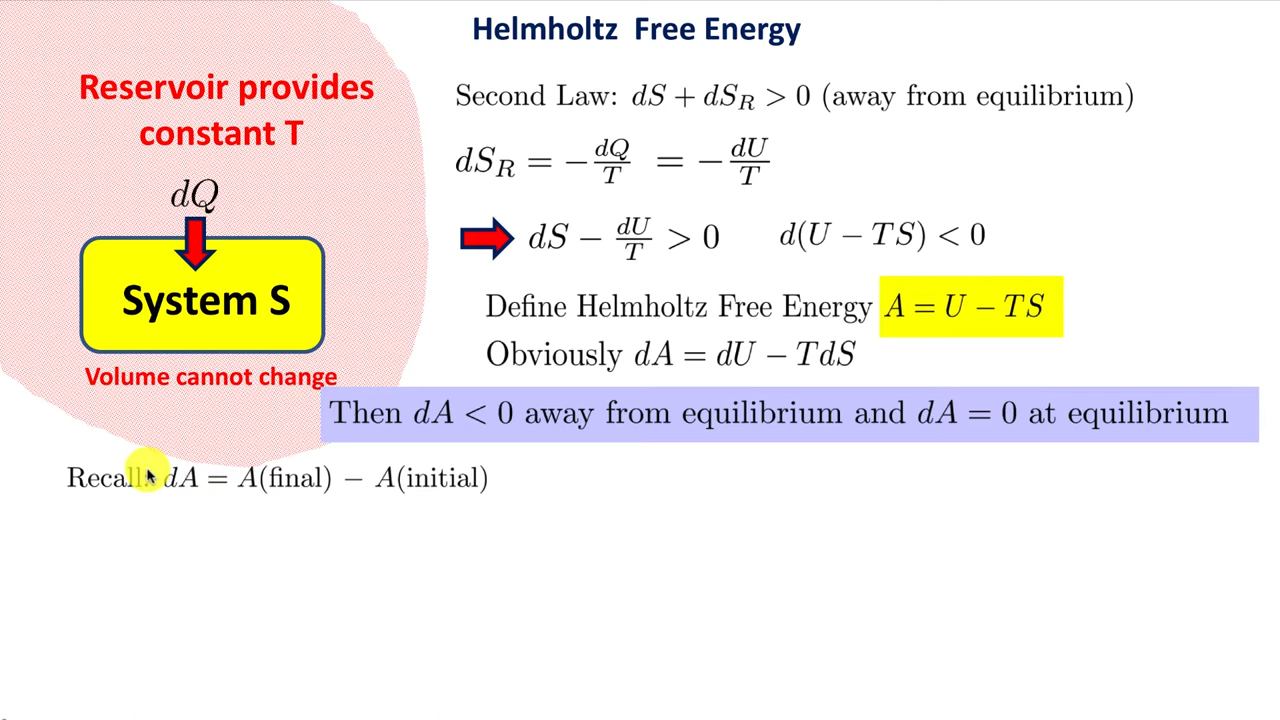 Helmholtz Free Energy
Reservoir provides
constant T
dQ
System S
Volume cannot change
Second Law: dS + dS_R > 0 (away from equilibrium)
dS_R = −dQ/T = −dU/T
dS − dU/T > 0 d(U − TS) < 0
Define Helmholtz Free Energy A = U − TS
Obviously dA = dU − TdS
Then dA < 0 away from equilibrium and dA = 0 at equilibrium
Recall: dA = A(final) − A(initial)